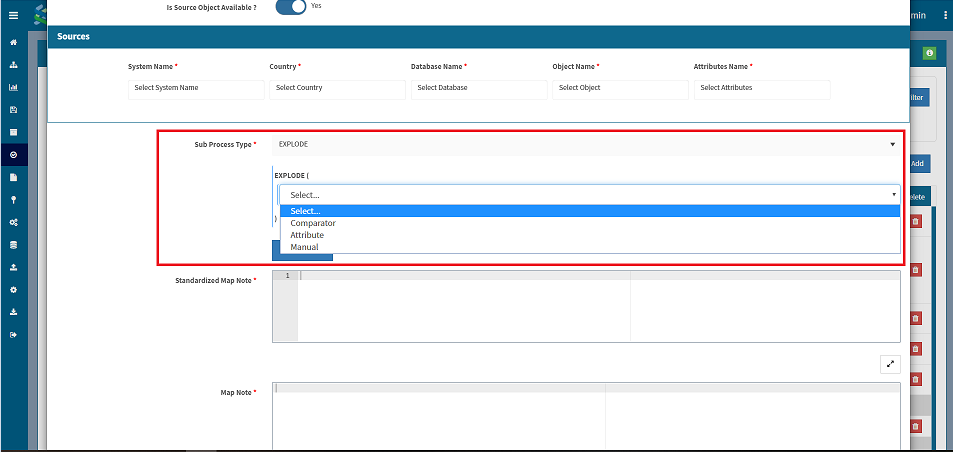 Is Source Object Available ? Yes
min
Sources
System Name * Country * Database Name * Object Name * Attributes Name *
Select System Name Select Country Select Database Select Object Select Attributes
ilter
Sub Process Type * EXPLODE
Add
EXPLODE (
Select...
elete
Select...
)
Comparator
Attribute
Manual
Standardized Map Note * 1
Map Note *